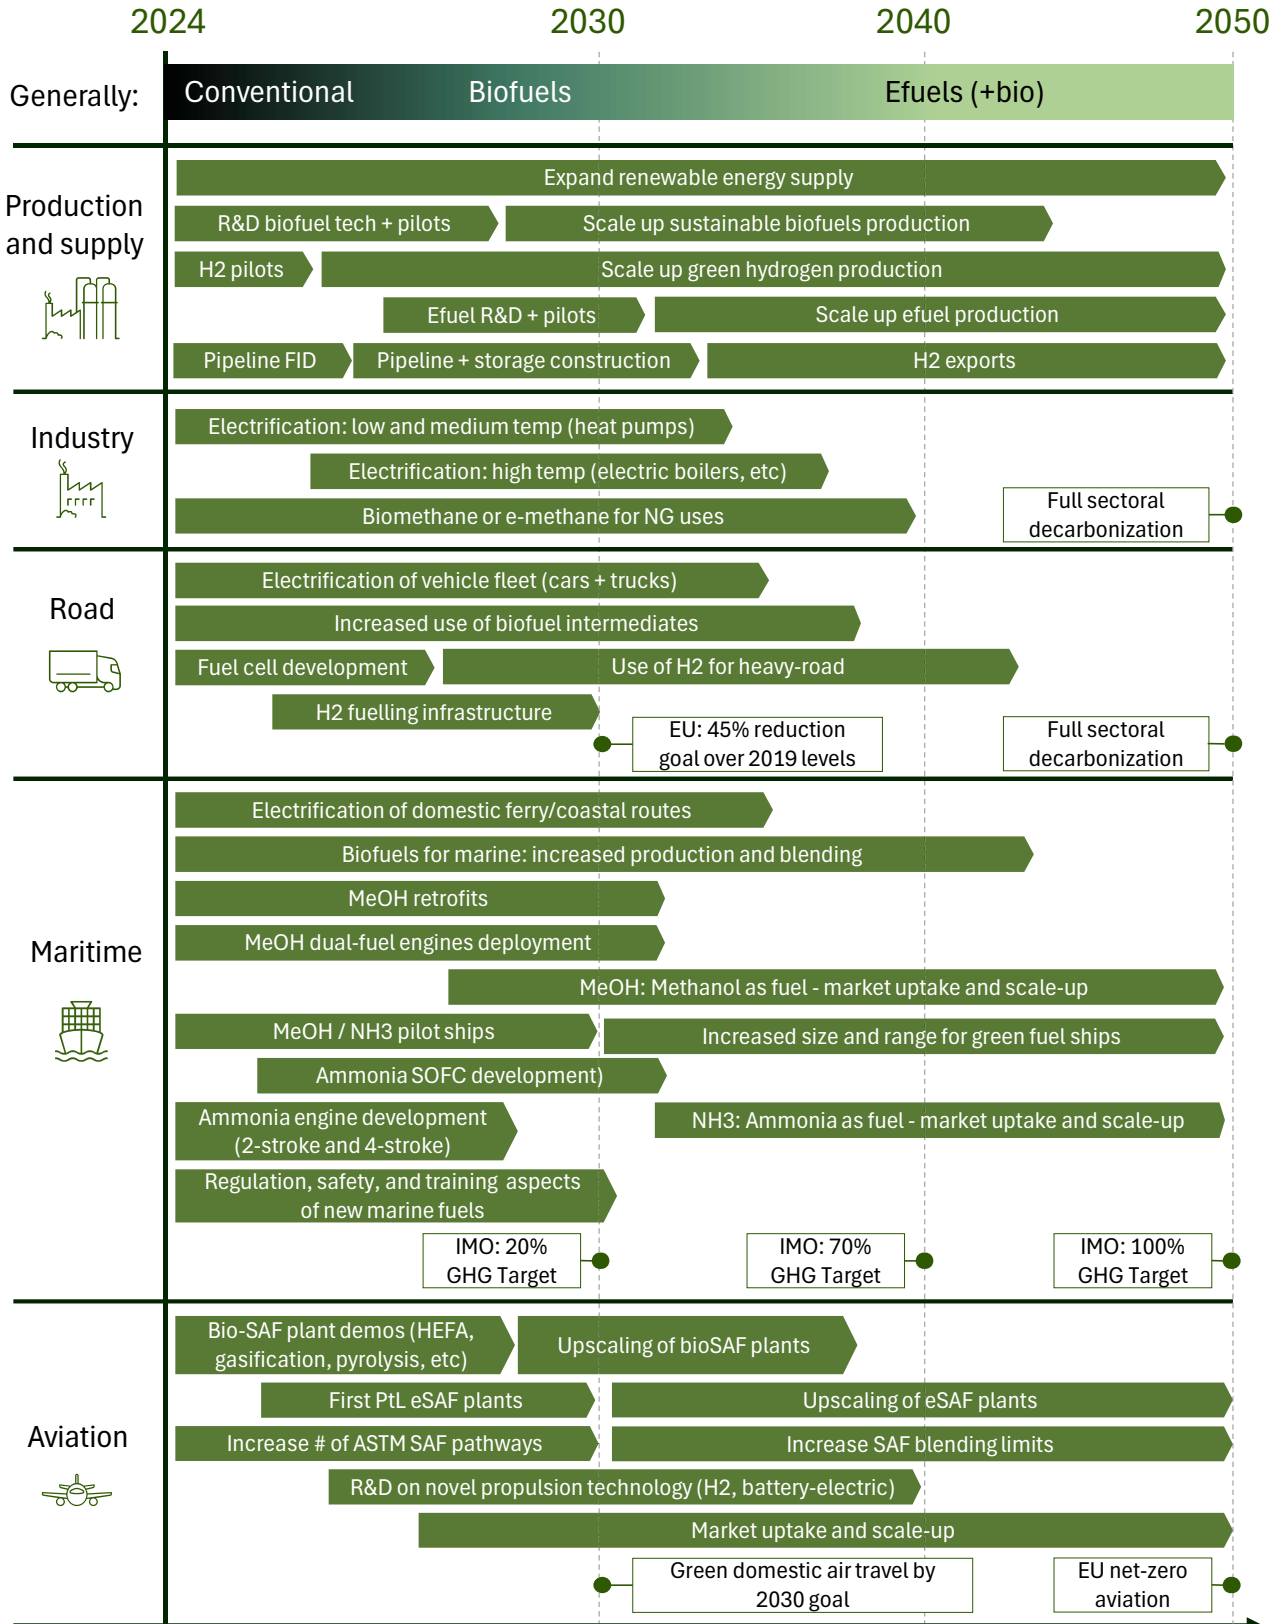 2024 2030 2040 2050
Generally:
Conventional Biofuels Efuels (+bio)
Production
and supply
Expand renewable energy supply
R&D biofuel tech + pilots
Scale up sustainable biofuels production
H2 pilots
Scale up green hydrogen production
Efuel R&D + pilots
Scale up efuel production
Pipeline FID
Pipeline + storage construction
H2 exports
Industry
Electrification: low and medium temp (heat pumps)
Electrification: high temp (electric boilers, etc)
Biomethane or e-methane for NG uses
Full sectoral
decarbonization
Road
Electrification of vehicle fleet (cars + trucks)
Increased use of biofuel intermediates
Fuel cell development
Use of H2 for heavy-road
H2 fuelling infrastructure
EU: 45% reduction
goal over 2019 levels
Full sectoral
decarbonization
Maritime
Electrification of domestic ferry/coastal routes
Biofuels for marine: increased production and blending
MeOH retrofits
MeOH dual-fuel engines deployment
MeOH: Methanol as fuel - market uptake and scale-up
MeOH / NH3 pilot ships
Increased size and range for green fuel ships
Ammonia SOFC development)
Ammonia engine development
(2-stroke and 4-stroke)
NH3: Ammonia as fuel - market uptake and scale-up
Regulation, safety, and training aspects
of new marine fuels
IMO: 20%
GHG Target
IMO: 70%
GHG Target
IMO: 100%
GHG Target
Aviation
Bio-SAF plant demos (HEFA,
gasification, pyrolysis, etc)
Upscaling of bioSAF plants
First PtL eSAF plants
Upscaling of eSAF plants
Increase # of ASTM SAF pathways
Increase SAF blending limits
R&D on novel propulsion technology (H2, battery-electric)
Market uptake and scale-up
Green domestic air travel by
2030 goal
EU net-zero
aviation